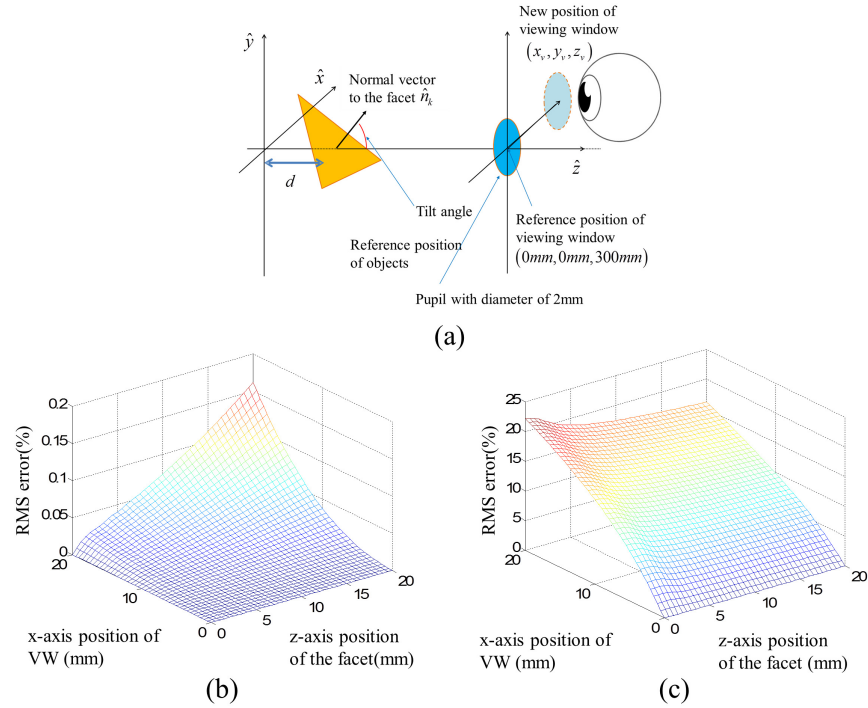 New position of
viewing window
(x_v, y_v, z_v)
ŷ
x̂
Normal vector
to the facet n̂_k
ẑ
d
Tilt angle
Reference position
of objects
Reference position of
viewing window
(0mm,0mm,300mm)
Pupil with diameter of 2mm
(a)
0.2
0.15
0.1
0.05
0
RMS error(%)
20
10
0
0
5
10
15
20
x-axis position of
VW (mm)
z-axis position
of the facet(mm)
(b)
25
20
15
10
5
0
RMS error(%)
20
10
0
0
5
10
15
20
x-axis position of
VW (mm)
z-axis position
of the facet (mm)
(c)